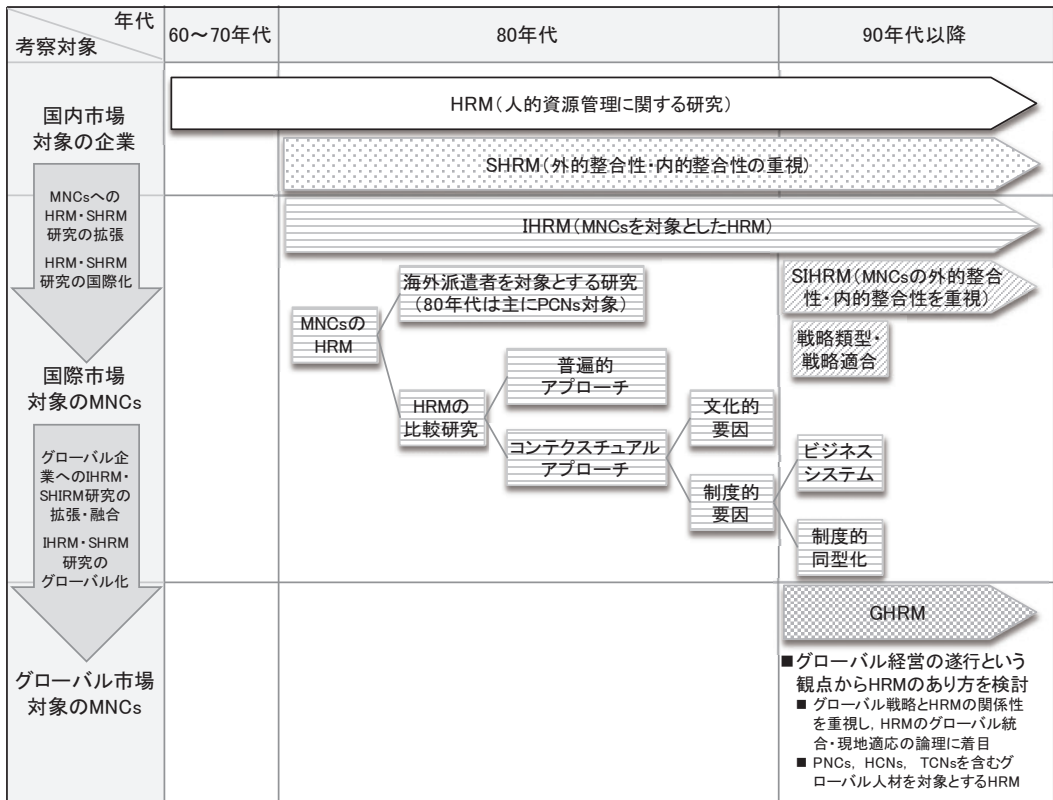 年代
考察対象
60～70年代
80年代
90年代以降
国内市場
対象の企業
HRM(人的資源管理に関する研究)
SHRM(外的整合性・内的整合性の重視)
MNCsへの
HRM・SHRM
研究の拡張
HRM・SHRM
研究の国際化
IHRM(MNCsを対象としたHRM)
海外派遣者を対象とする研究
(80年代は主にPCNs対象)
SIHRM(MNCsの外的整合
性・内的整合性を重視)
MNCsの
HRM
戦略類型・
戦略適合
国際市場
対象のMNCs
普遍的
アプローチ
HRMの
比較研究
文化的
要因
コンテクスチュアル
アプローチ
ビジネス
システム
制度的
要因
制度的
同型化
グローバル企
業へのIHRM・
SHIRM研究の
拡張・融合
IHRM・SHRM
研究の
グローバル化
GHRM
グローバル市場
対象のMNCs
■グローバル経営の遂行という
観点からHRMのあり方を検討
■ グローバル戦略とHRMの関係性
を重視し, HRMのグローバル統
合・現地適応の論理に着目
■ PNCs, HCNs, TCNsを含むグ
ローバル人材を対象とするHRM